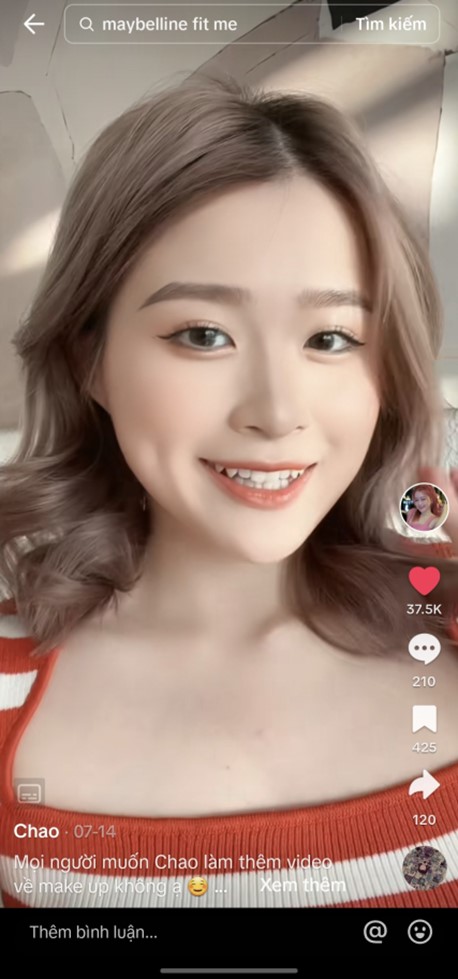 maybelline fit me
Tìm kiếm
37.5K
210
425
120
Chao · 07-14
Mọi người muốn Chao làm thêm video
về make up không ạ ☺️ ... Xem thêm
Thêm bình luận...